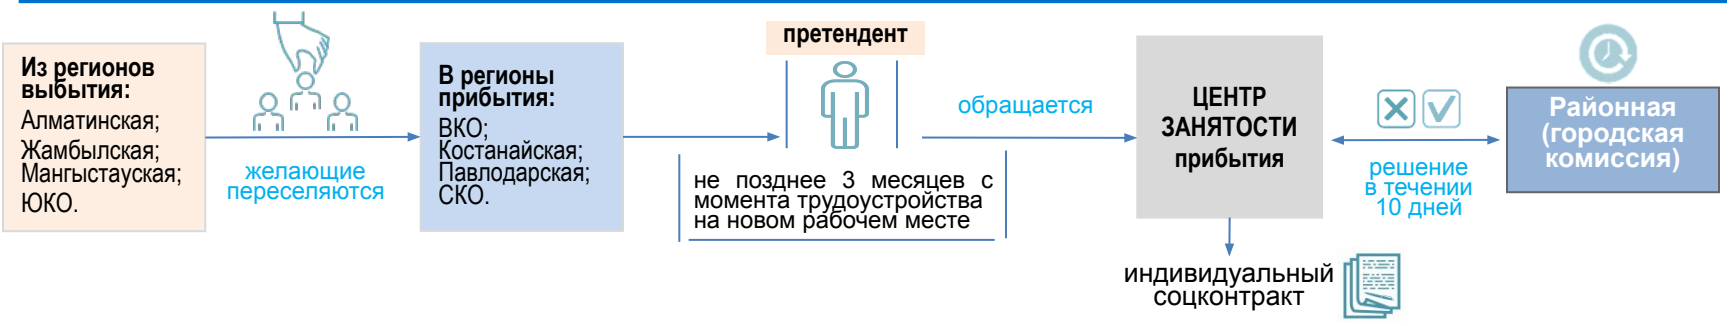 Из регионов
выбытия:
Алматинская;
Жамбылская;
Мангыстауская;
ЮКО.
желающие
переселяются
В регионы
прибытия:
ВКО;
Костанайская;
Павлодарская;
СКО.
претендент
не позднее 3 месяцев с
момента трудоустройства
на новом рабочем месте
обращается
ЦЕНТР
ЗАНЯТОСТИ
прибытия
индивидуальный
соцконтракт
решение
в течении
10 дней
Районная
(городская
комиссия)